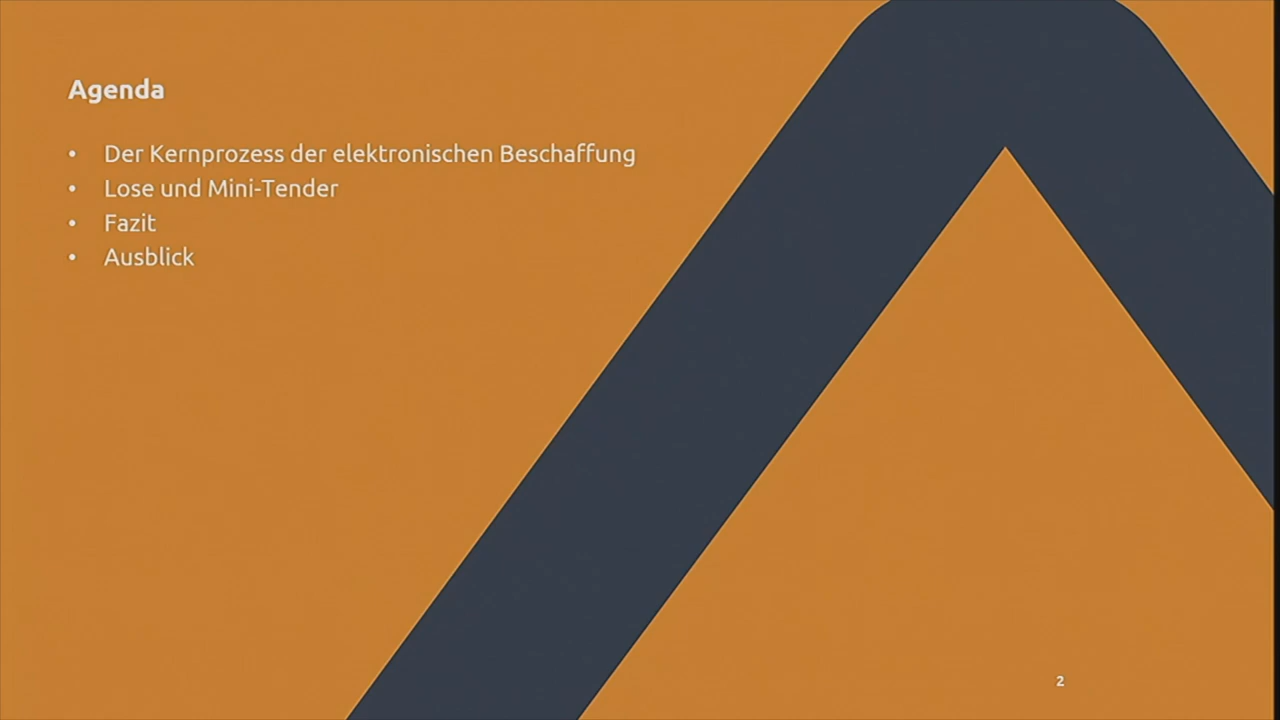 Agenda
• Der Kernprozess der elektronischen Beschaffung
• Lose und Mini-Tender
• Fazit
• Ausblick
2